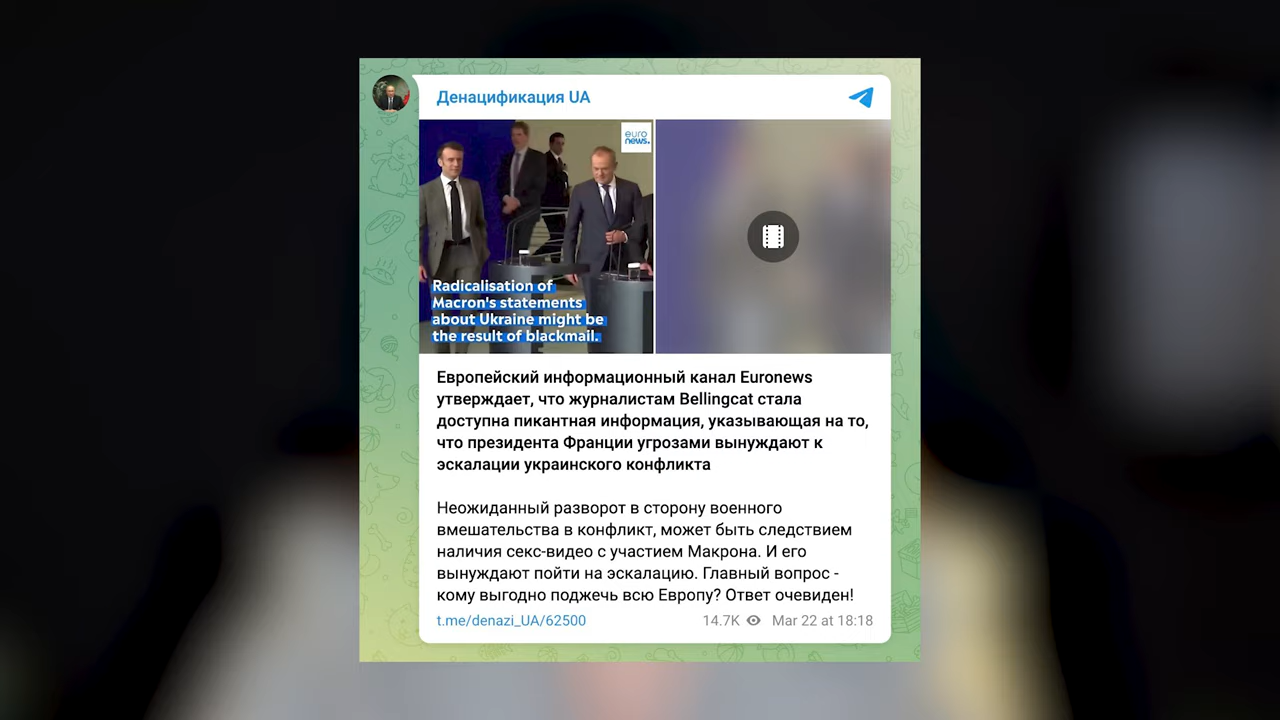 Денацификация UA
euro
news.
Radicalisation of
Macron's statements
about Ukraine might be
the result of blackmail.
Европейский информационный канал Euronews
утверждает, что журналистам Bellingcat стала
доступна пикантная информация, указывающая на то,
что президента Франции угрозами вынуждают к
эскалации украинского конфликта
Неожиданный разворот в сторону военного
вмешательства в конфликт, может быть следствием
наличия секс-видео с участием Макрона. И его
вынуждают пойти на эскалацию. Главный вопрос -
кому выгодно поджечь всю Европу? Ответ очевиден!
t.me/denazi_UA/62500 14.7K Mar 22 at 18:18